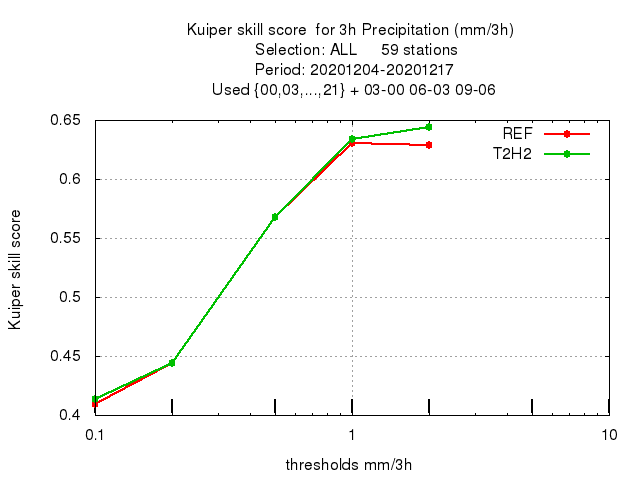 Kuiper skill score  for 3h Precipitation (mm/3h)
Selection: ALL     59 stations
Period: 20201204-20201217
Used {00,03,...,21} + 03-00 06-03 09-06
0.65
0.6
0.55
0.5
0.45
0.4
Kuiper skill score
REF
T2H2
0.1
1
10
thresholds mm/3h